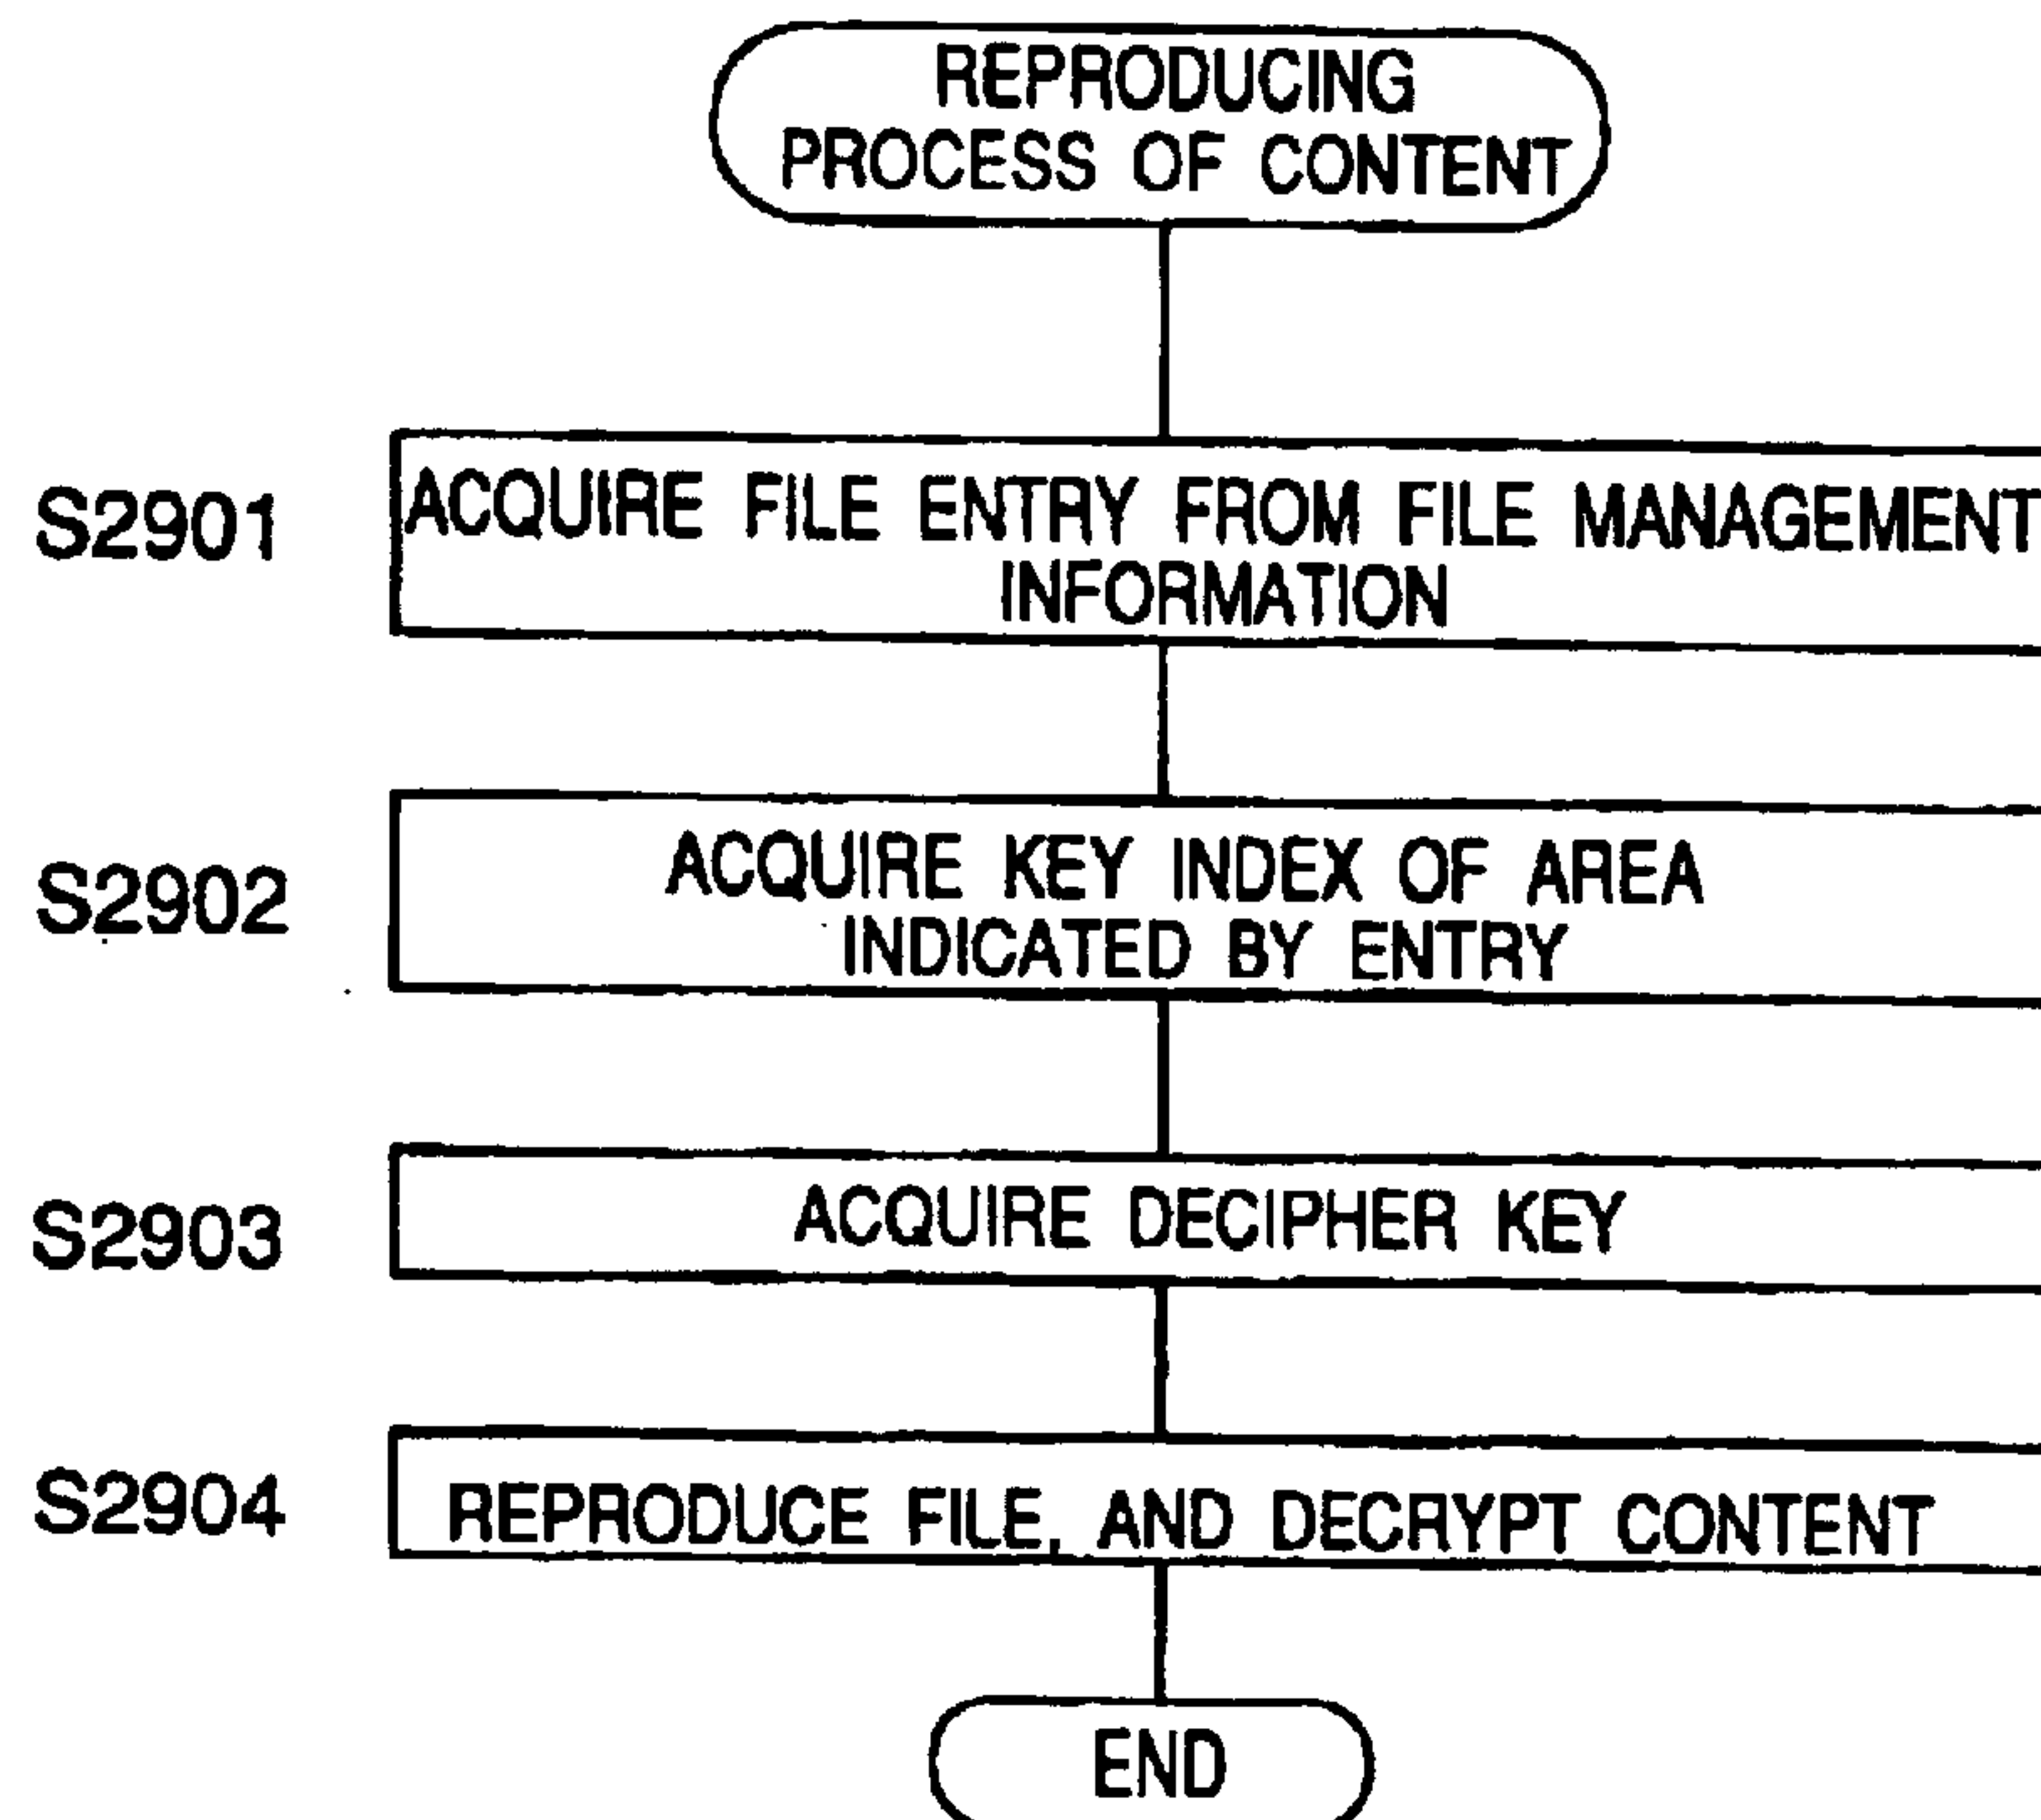 REPRODUCING
PROCESS OF CONTENT
S2901
ACQUIRE FILE ENTRY FROM FILE MANAGEMENT
INFORMATION
S2902
ACQUIRE KEY INDEX OF AREA
INDICATED BY ENTRY
S2903
ACQUIRE DECIPHER KEY
S2904
REPRODUCE FILE, AND DECRYPT CONTENT
END